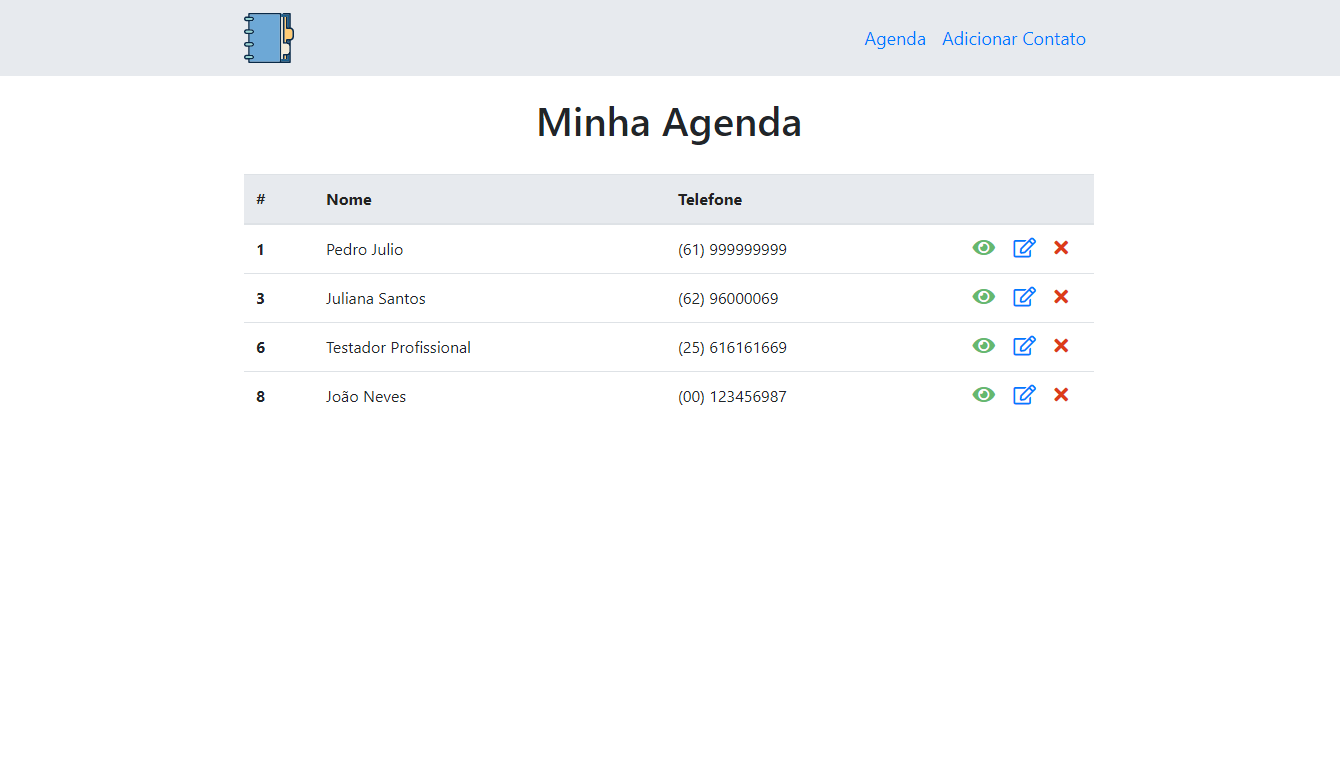 Agenda Adicionar Contato
Minha Agenda
# Nome Telefone
1 Pedro Julio (61) 999999999
3 Juliana Santos (62) 96000069
6 Testador Profissional (25) 616161669
8 João Neves (00) 123456987